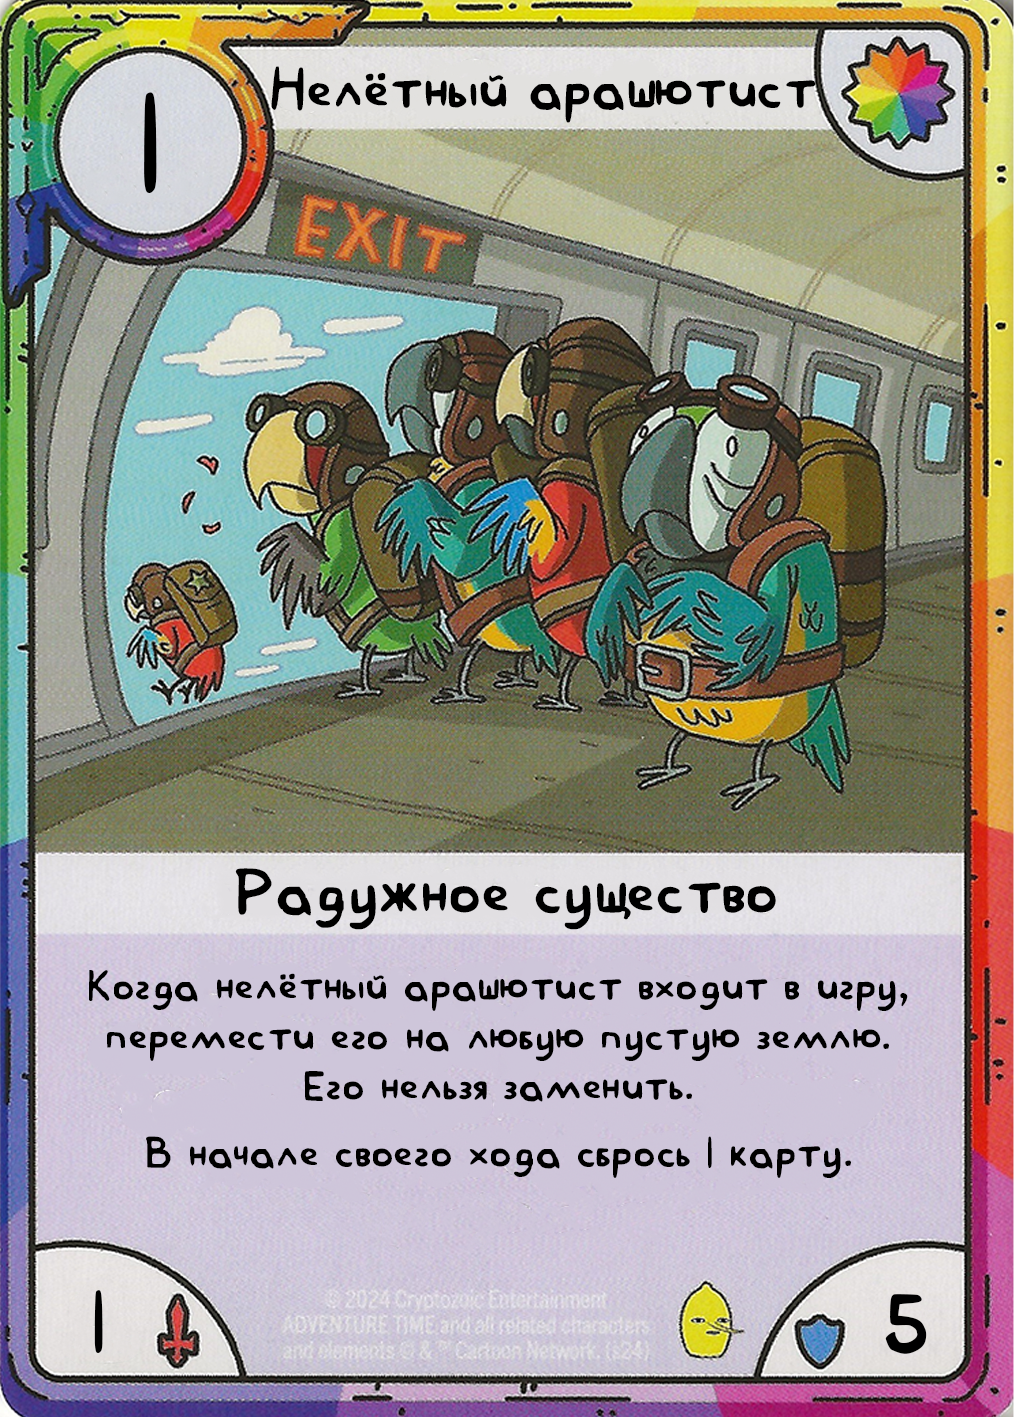 1
Нелётный арашютист
EXIT
Радужное существо
Когда нелётный арашютист входит в игру,
перемести его на любую пустую землю.
Его нельзя заменить.
В начале своего хода сбрось 1 карту.
1
© 2024 Cryptozoic Entertainment
ADVENTURE TIME and all related characters
and elements © & ™ Cartoon Network. (s24)
5